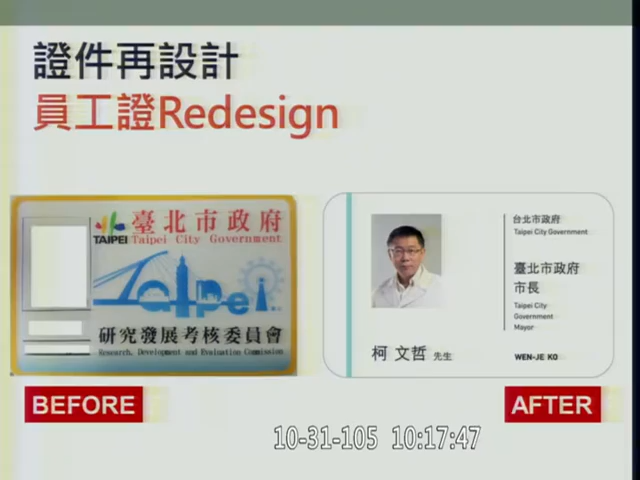 證件再設計
員工證Redesign
TAIPEI
臺北市政府
Taipei City Government
Taipei
研究發展考核委員會
Research, Development and Evaluation Commission
台北市政府
Taipei City Government
臺北市政府
市長
Taipei City
Government
Mayor
柯 文哲 先生
WEN-JE KO
BEFORE
AFTER
10-31-105 10:17:47